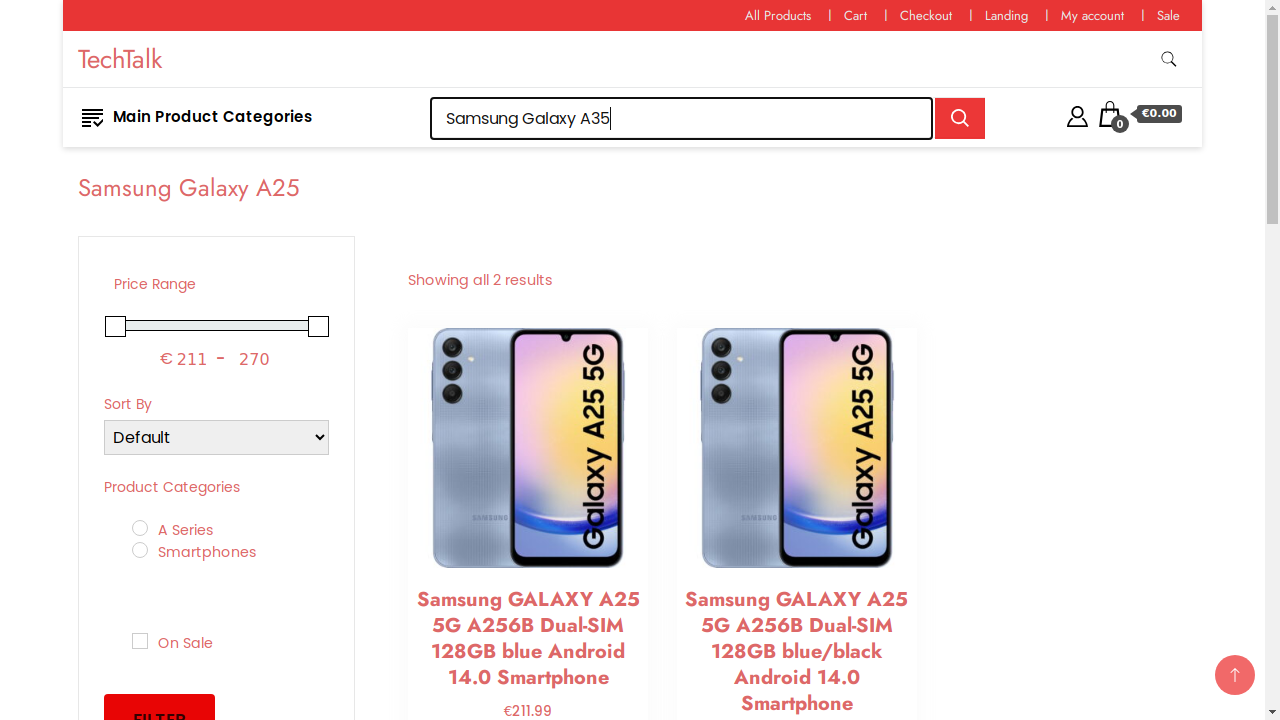 All Products | Cart | Checkout | Landing | My account | Sale
TechTalk
Main Product Categories
Samsung Galaxy A35
0
€0.00
Samsung Galaxy A25
Price Range
€ 211 - 270
Sort By
Default
Product Categories
A Series
Smartphones
On Sale
FILTER
Showing all 2 results
Galaxy A25 5G
SAMSUNG
Samsung GALAXY A25
5G A256B Dual-SIM
128GB blue Android
14.0 Smartphone
€211.99
Galaxy A25 5G
SAMSUNG
Samsung GALAXY A25
5G A256B Dual-SIM
128GB blue/black
Android 14.0
Smartphone